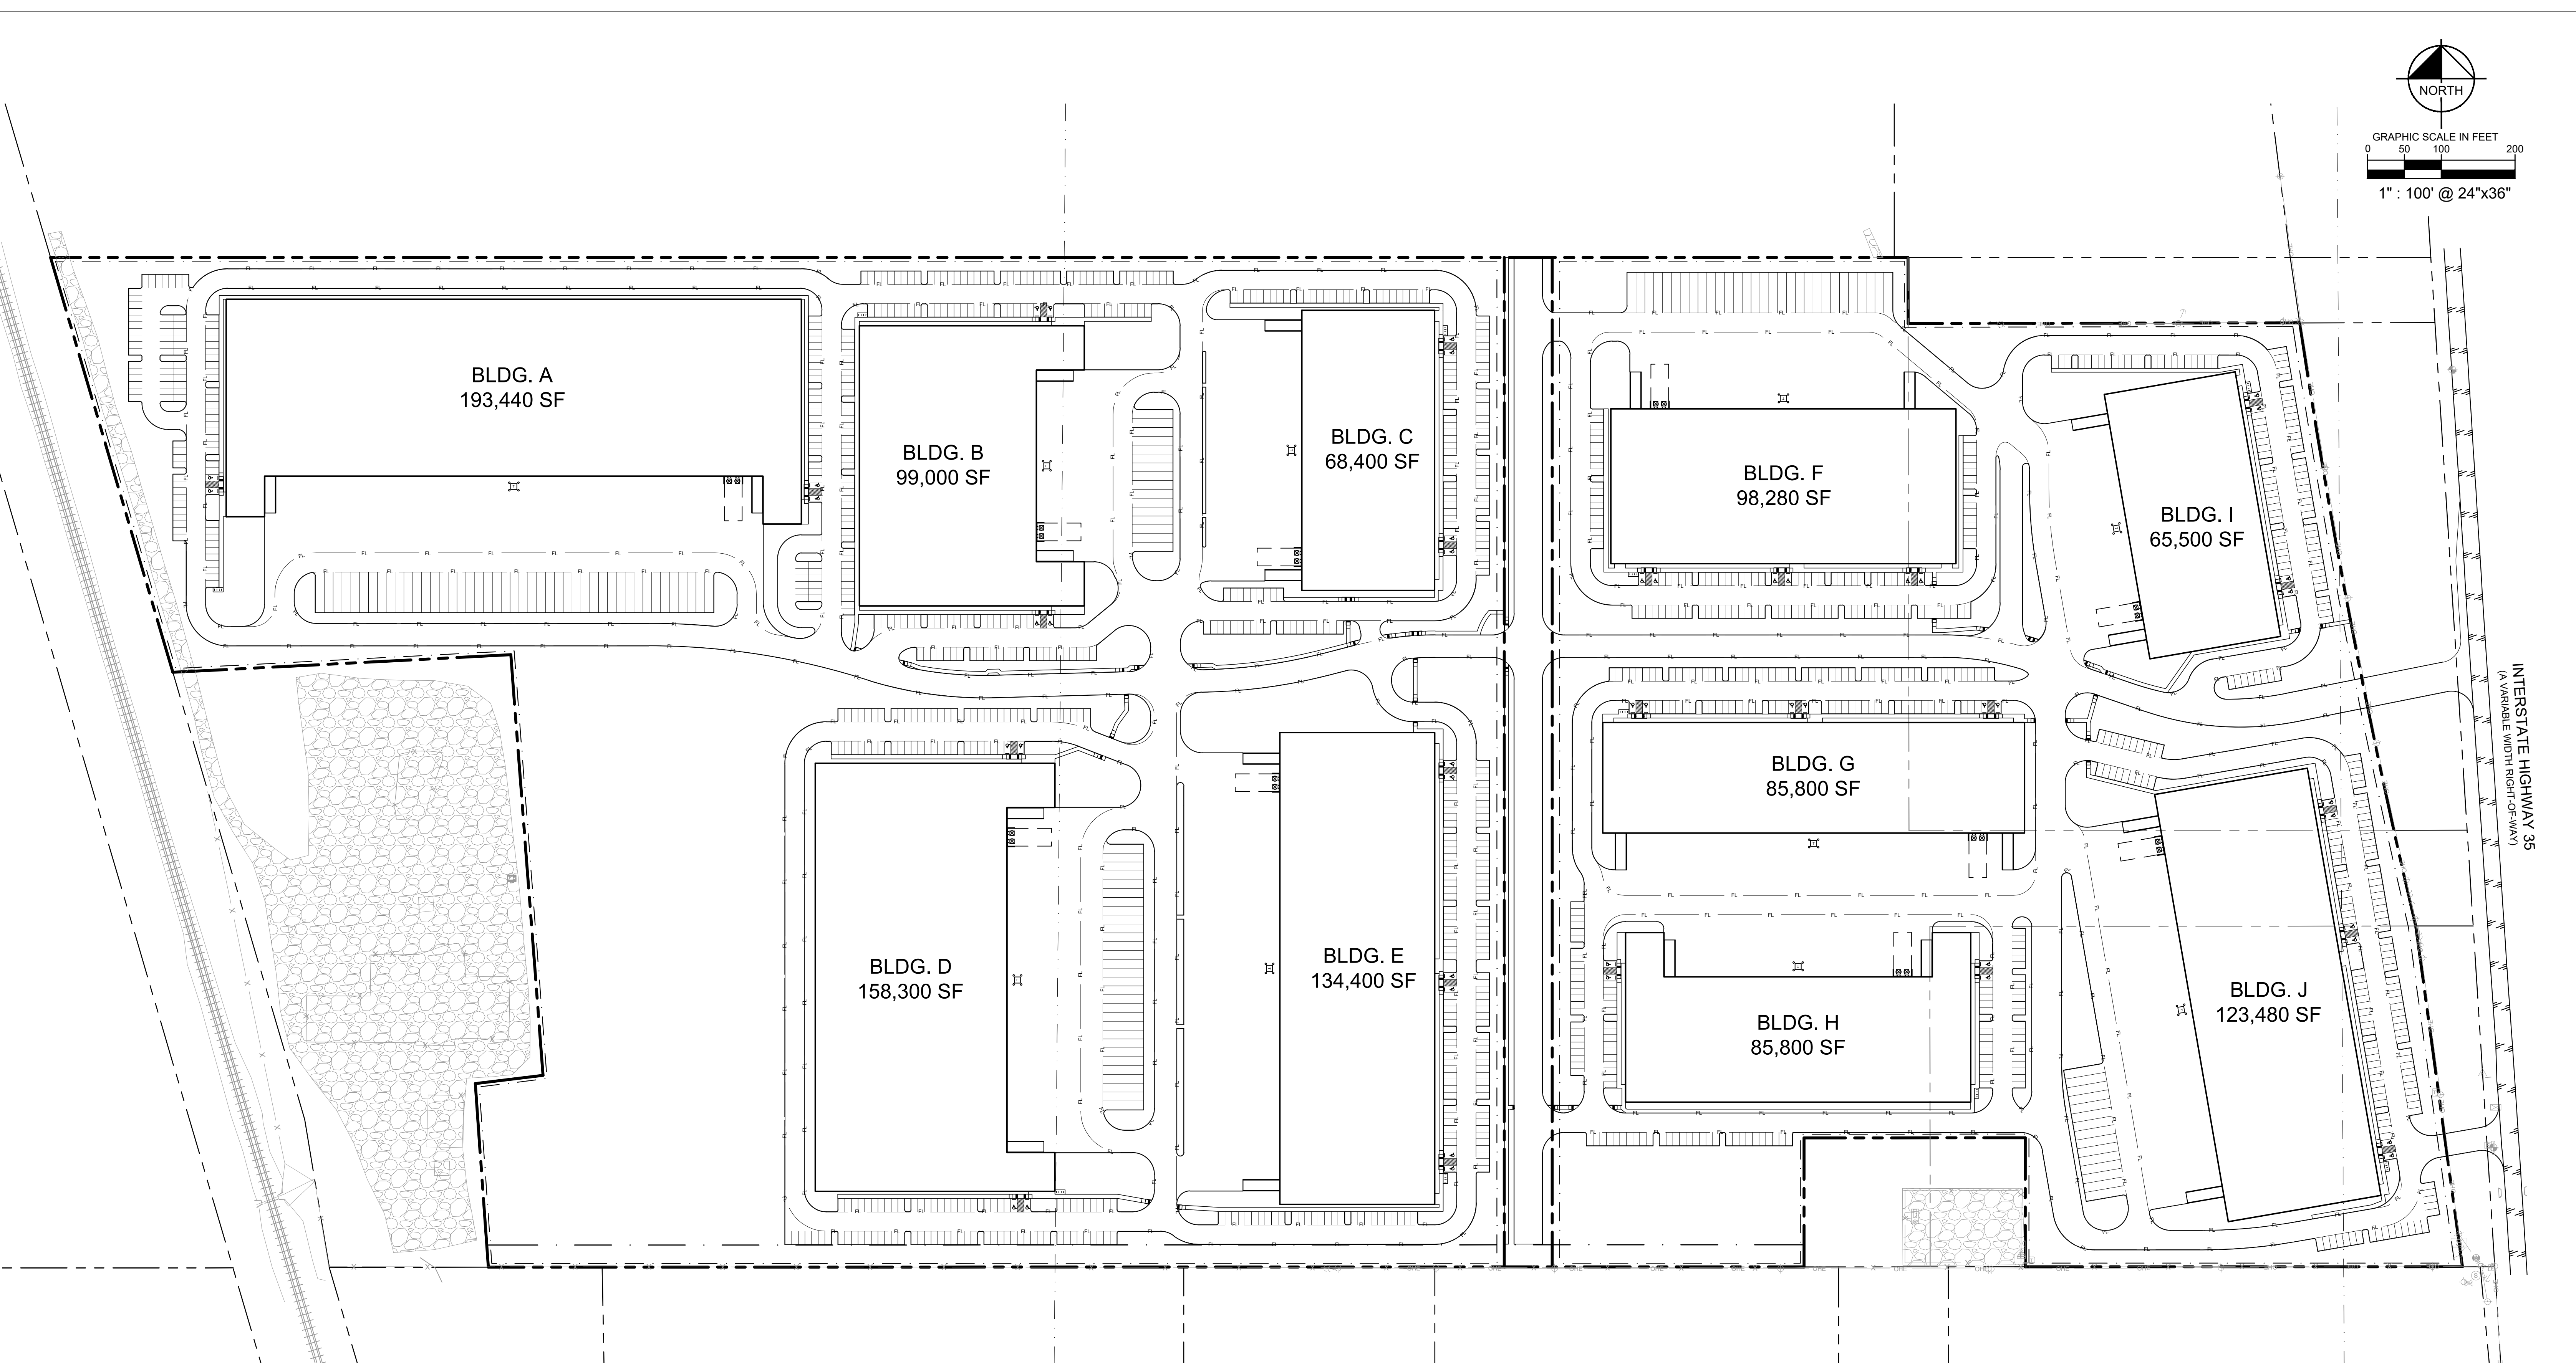 NORTH
GRAPHIC SCALE IN FEET
0 50 100 200
1" : 100' @ 24"x36"
BLDG. A
193,440 SF
BLDG. B
99,000 SF
BLDG. C
68,400 SF
BLDG. F
98,280 SF
BLDG. I
65,500 SF
BLDG. G
85,800 SF
INTERSTATE HIGHWAY 35
(A VARIABLE WIDTH RIGHT-OF-WAY)
BLDG. D
158,300 SF
BLDG. E
134,400 SF
BLDG. H
85,800 SF
BLDG. J
123,480 SF
FL